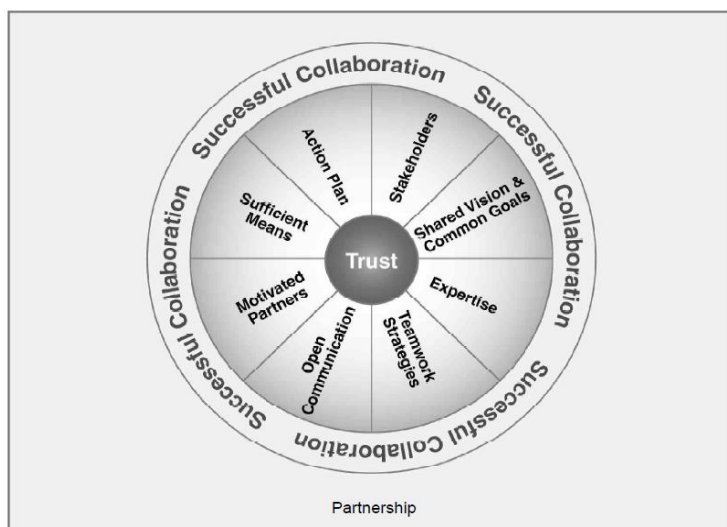 Successful Collaboration
Successful Collaboration
Successful Collaboration
Successful Collaboration
Stakeholders
Shared Vision &
Common Goals
Expertise
Teamwork
Strategies
Open
Communication
Motivated
Partners
Sufficient
Means
Action Plan
Trust
Partnership